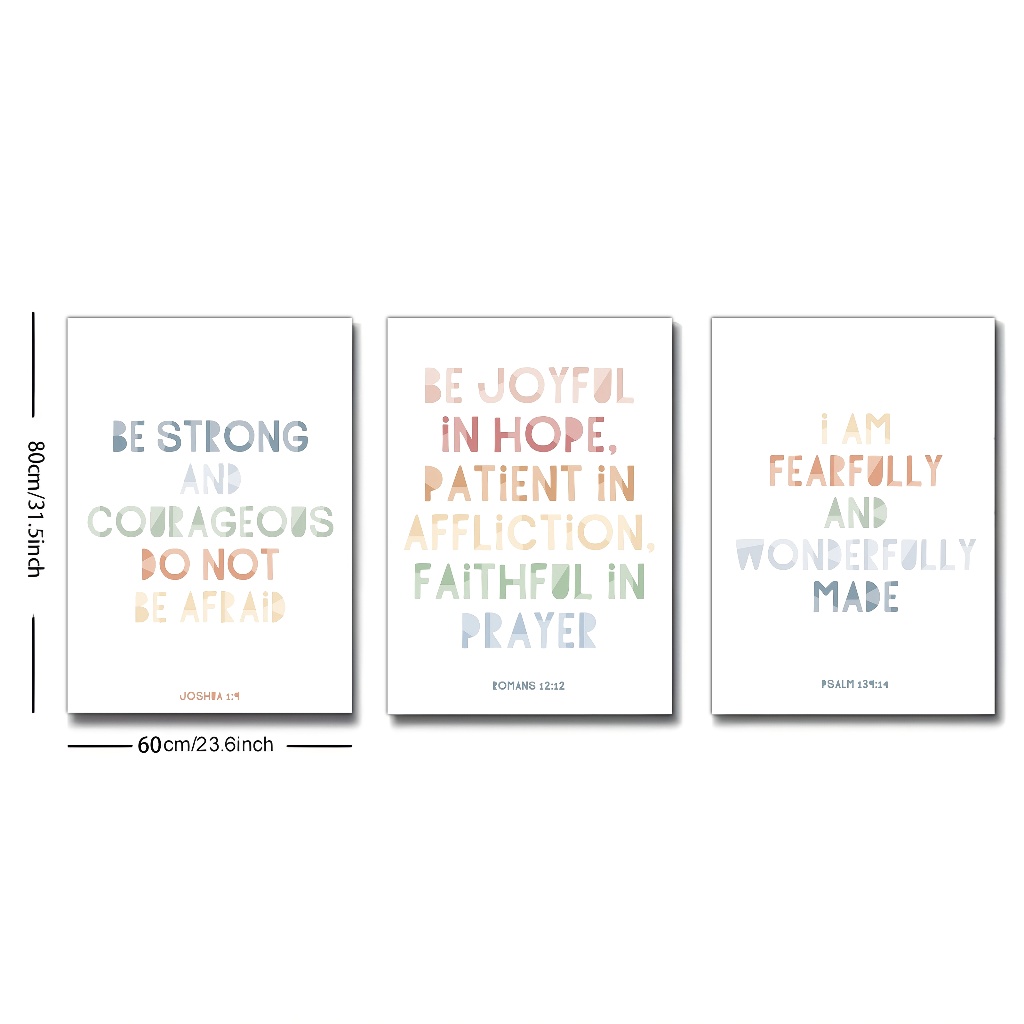 BE STRONG
AND
COURAGEOUS
DO NOT
BE AFRAiD
JOSHUA 1:9
BE JOYFUL
iN HOPE,
PATiENT iN
AFFLiCTiON,
FAiTHFUL iN
PRAYER
ROMANS 12:12
i AM
FEARFULLY
AND
WONDERFULLY
MADE
PSALM 139:14
80cm/31.5inch
60cm/23.6inch